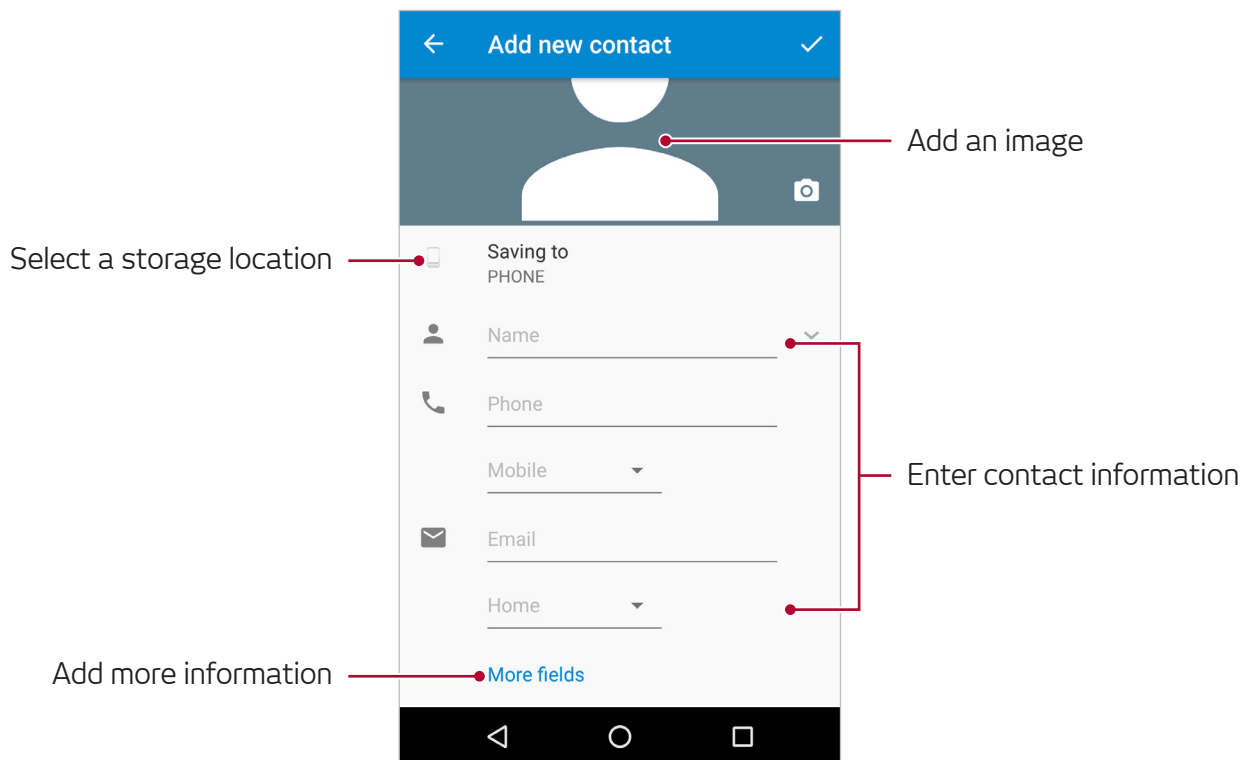 Add new contact
Add an image
Select a storage location
Saving to
PHONE
Name
Phone
Mobile
Enter contact information
Email
Home
Add more information
More fields